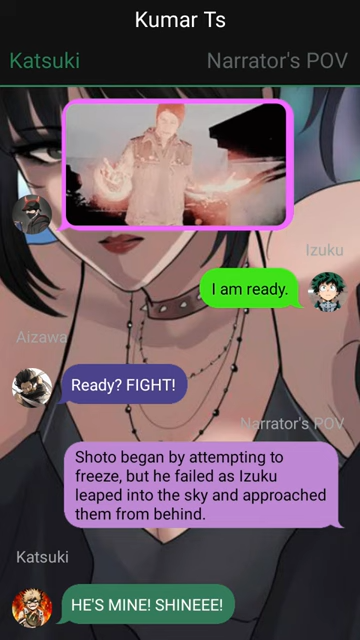 Kumar Ts
Katsuki
Narrator's POV
Izuku
I am ready.
Aizawa
Ready? FIGHT!
Narrator's POV
Shoto began by attempting to
freeze, but he failed as Izuku
leaped into the sky and approached
them from behind.
Katsuki
HE'S MINE! SHINEEE!